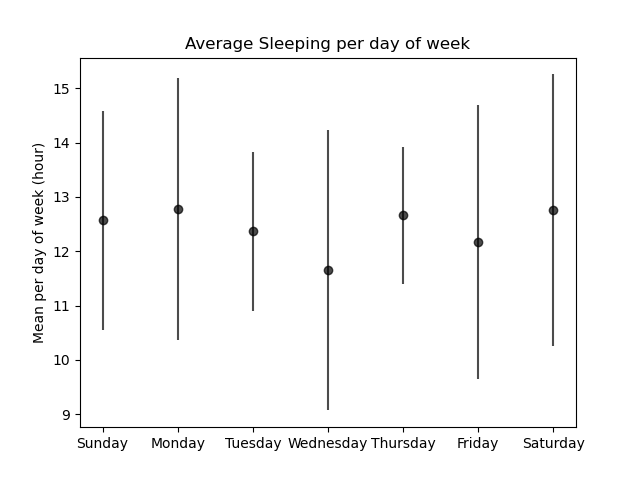 Average Sleeping per day of week
Mean per day of week (hour)
15
14
13
12
11
10
9
Sunday Monday Tuesday Wednesday Thursday Friday Saturday